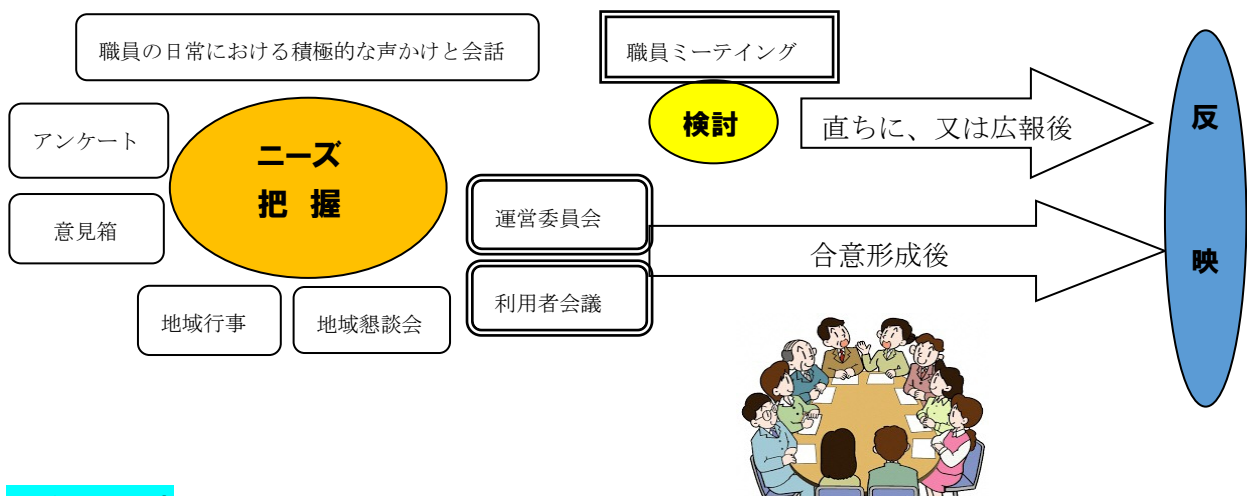 職員の日常における積極的な声かけと会話
職員ミーテイング
アンケート
ニーズ
把 握
検討
直ちに、又は広報後
反
映
意見箱
運営委員会
合意形成後
利用者会議
地域行事
地域懇談会